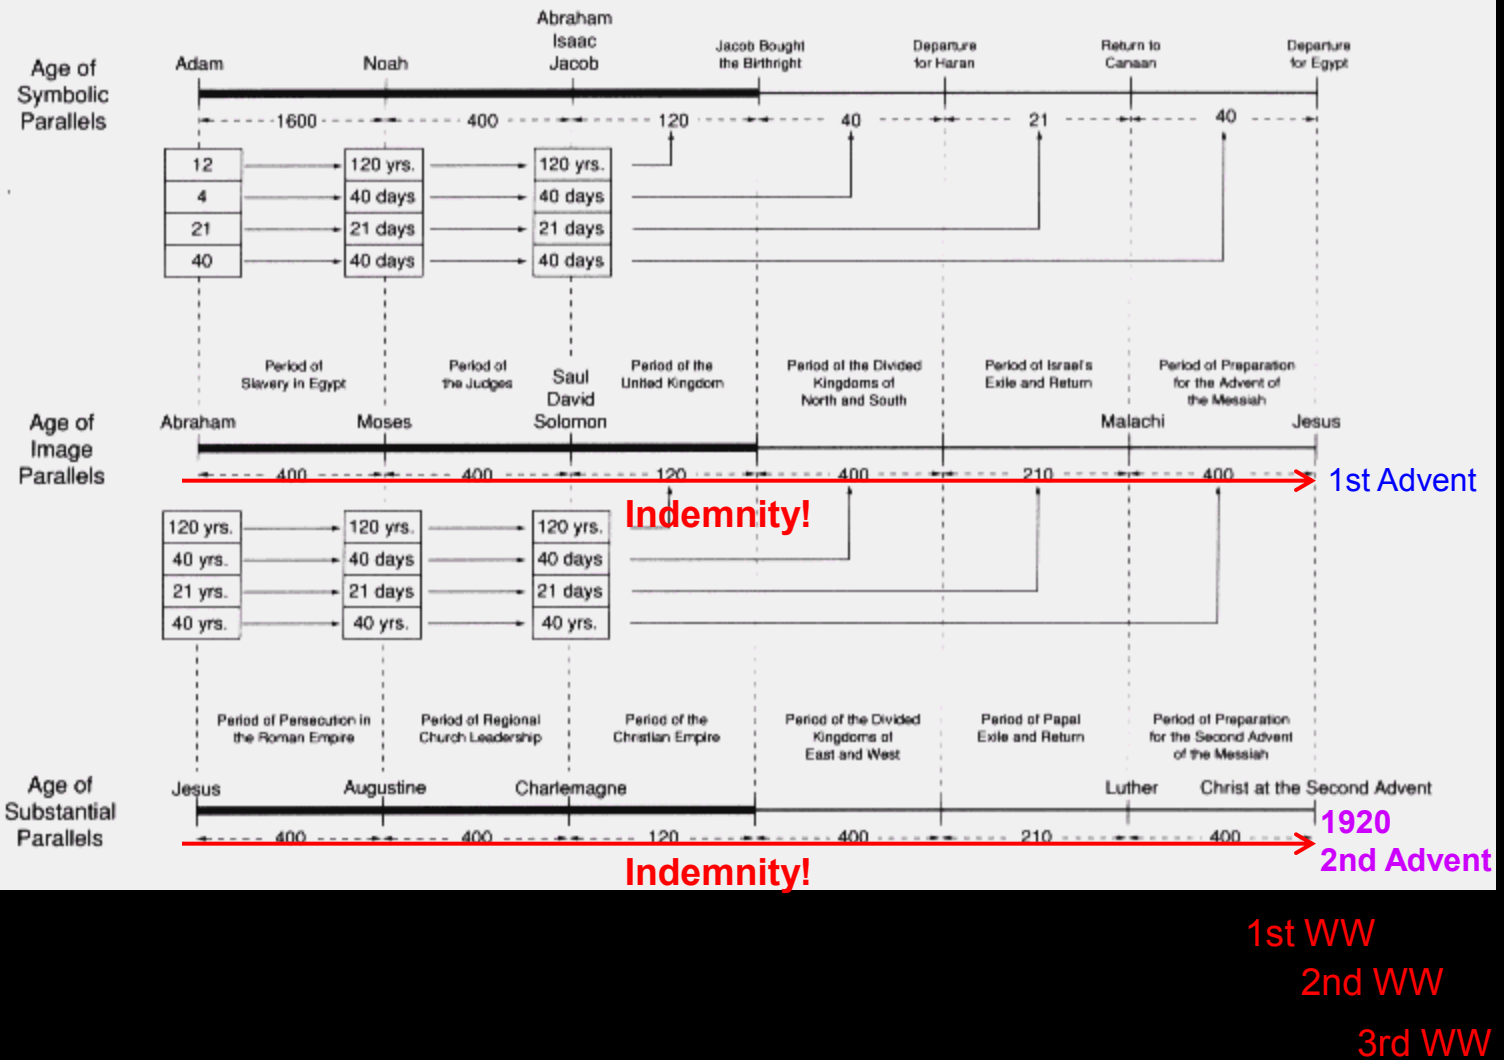 Abraham
Isaac
Jacob
Adam
Noah
Jacob Bought
the Birthright
Departure
for Haran
Return to
Canaan
Departure
for Egypt
Age of
Symbolic
Parallels
1600 400 120 40 21 40
12 120 yrs. 120 yrs.
4 40 days 40 days
21 21 days 21 days
40 40 days 40 days
Period of
Slavery in Egypt
Period of
the Judges
Saul
David
Solomon
Period of the
United Kingdom
Period of the Divided
Kingdoms of
North and South
Period of Israel's
Exile and Return
Period of Preparation
for the Advent of
the Messiah
Age of
Image
Parallels
Abraham
Moses
Malachi
Jesus
400 400 120 400 210 400
1st Advent
Indemnity!
120 yrs. 120 yrs. 120 yrs.
40 yrs. 40 days 40 days
21 yrs. 21 days 21 days
40 yrs. 40 yrs. 40 yrs.
Period of Persecution in
the Roman Empire
Period of Regional
Church Leadership
Period of the
Christian Empire
Period of the Divided
Kingdoms of
East and West
Period of Papal
Exile and Return
Period of Preparation
for the Second Advent
of the Messiah
Age of
Substantial
Parallels
Jesus
Augustine
Charlemagne
Luther
Christ at the Second Advent
400 400 120 400 210 400
1920
2nd Advent
Indemnity!
1st WW
2nd WW
3rd WW